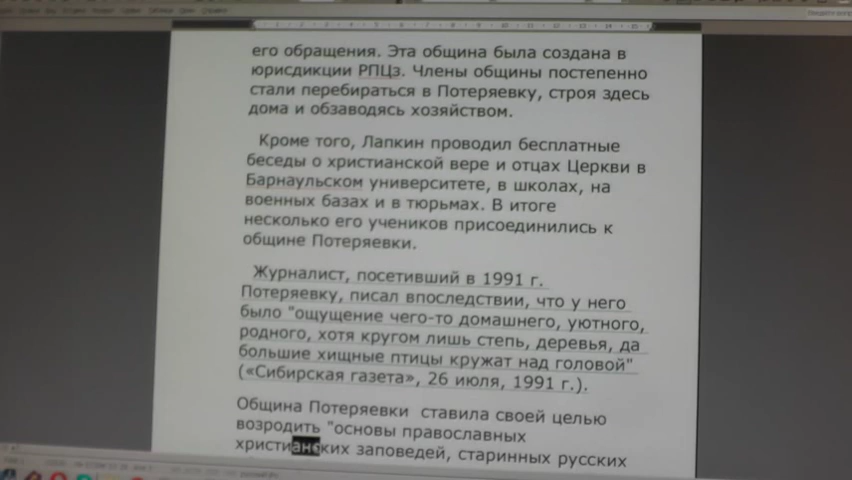 его обращения. Эта община была создана в
юрисдикции РПЦз. Члены общины постепенно
стали перебираться в Потеряевку, строя здесь
дома и обзаводясь хозяйством.
Кроме того, Лапкин проводил бесплатные
беседы о христианской вере и отцах Церкви в
Барнаульском университете, в школах, на
военных базах и в тюрьмах. В итоге
несколько его учеников присоединились к
общине Потеряевки.
Журналист, посетивший в 1991 г.
Потеряевку, писал впоследствии, что у него
было "ощущение чего-то домашнего, уютного,
родного, хотя кругом лишь степь, деревья, да
большие хищные птицы кружат над головой"
(«Сибирская газета», 26 июля, 1991 г.).
Община Потеряевки ставила своей целью
возродить "основы православных
христианских заповедей, старинных русских